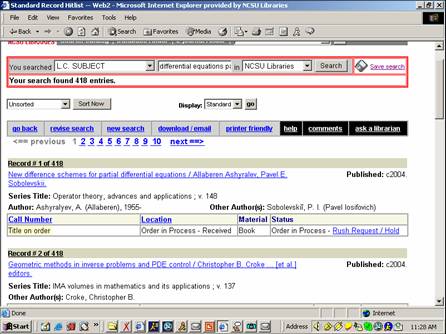 Standard Record Hitlist -- Web2 - Microsoft Internet Explorer provided by NCSU Libraries
File Edit View Favorites Tools Help
Back Search Favorites Media
You searched L.C. SUBJECT differential equations p in NCSU Libraries Search Save search
Your search found 418 entries.
Unsorted Sort Now Display: Standard go
go back revise search new search download / email printer friendly help comments ask a librarian
<== previous 1 2 3 4 5 6 7 8 9 10 next ==>
Record # 1 of 418
New difference schemes for partial differential equations / Allaberen Ashyralyev, Pavel E. Published: c2004.
Sobolevskii.
Series Title: Operator theory, advances and applications ; v. 148
Author: Ashyralyev, A. (Allaberen), 1955- Other Author(s): Sobolevskiĭ, P. I. (Pavel Iosifovich)
Call Number Location Material Status
Title on order Order in Process - Received Book Order in Process - Rush Request / Hold
Record # 2 of 418
Geometric methods in inverse problems and PDE control / Christopher B. Croke ... [et al.] Published: c2004.
editors.
Series Title: IMA volumes in mathematics and its applications ; v. 137
Other Author(s): Croke, Christopher B.
Done Internet
Start Address 11:28 AM